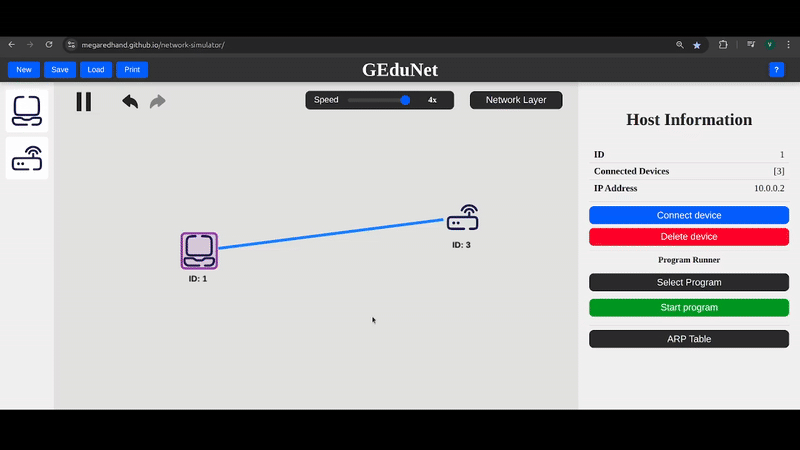 megaredhand.github.io/network-simulator/
V
New
Save
Load
Print
GEduNet
?
Speed
4x
Network Layer
ID: 1
ID: 3
Host Information
ID 1
Connected Devices [3]
IP Address 10.0.0.2
Connect device
Delete device
Program Runner
Select Program
Start program
ARP Table